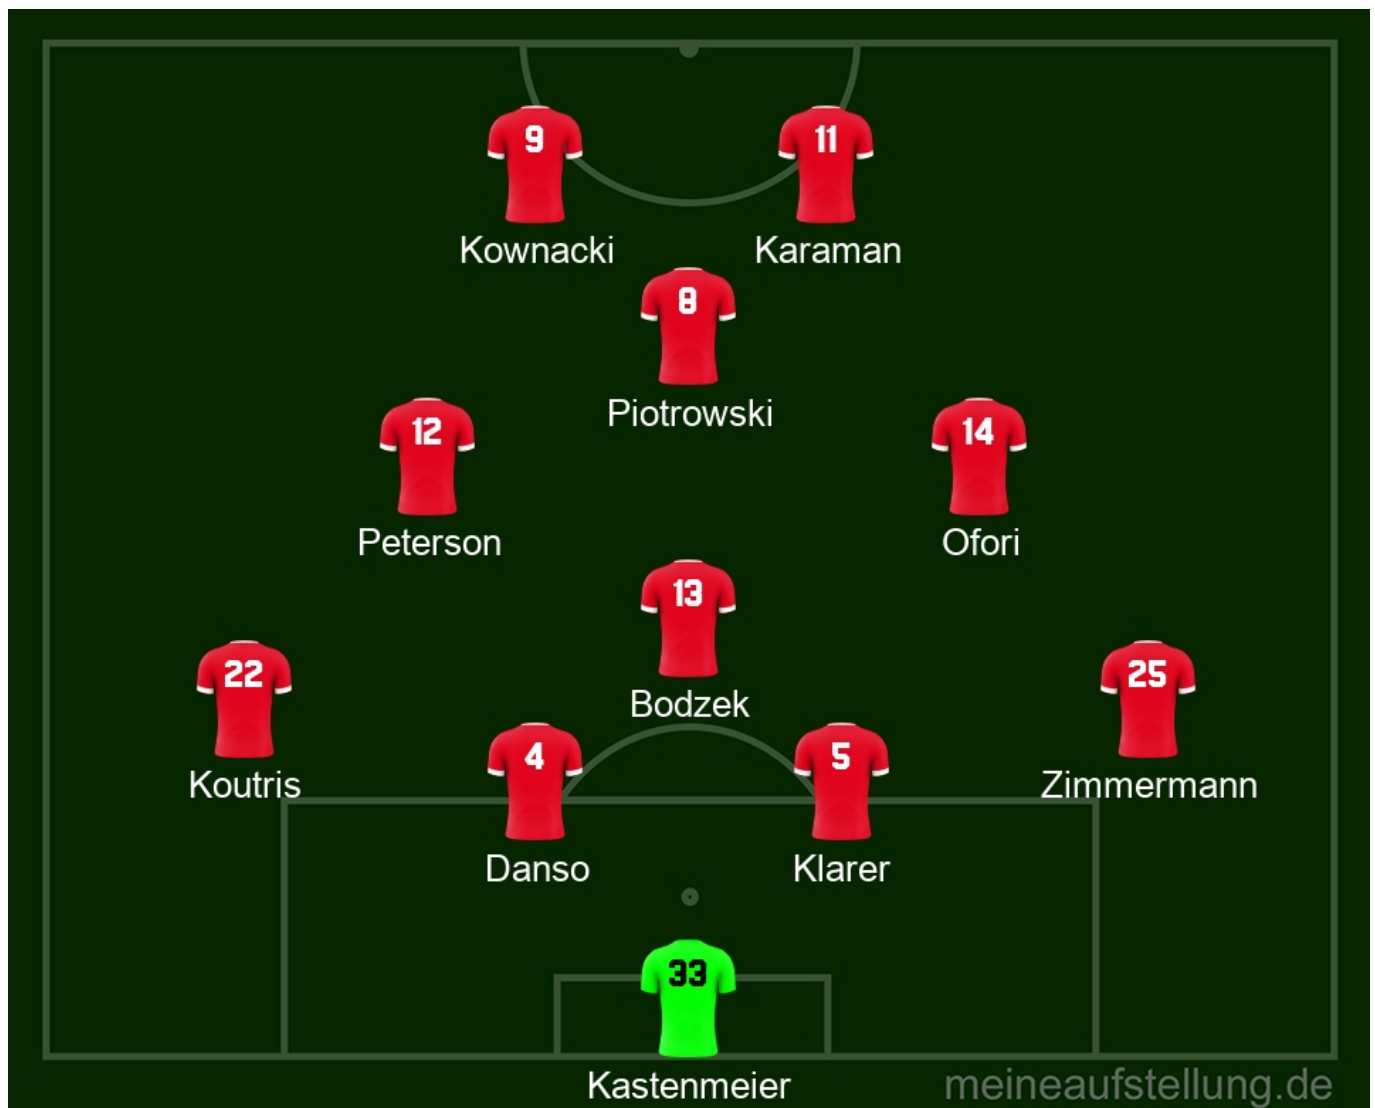 9
11
Kownacki
Karaman
8
Piotrowski
12
14
Peterson
Ofori
13
Bodzek
22
25
Koutris
Zimmermann
4
5
Danso
Klarer
33
Kastenmeier
meineaufstellung.de